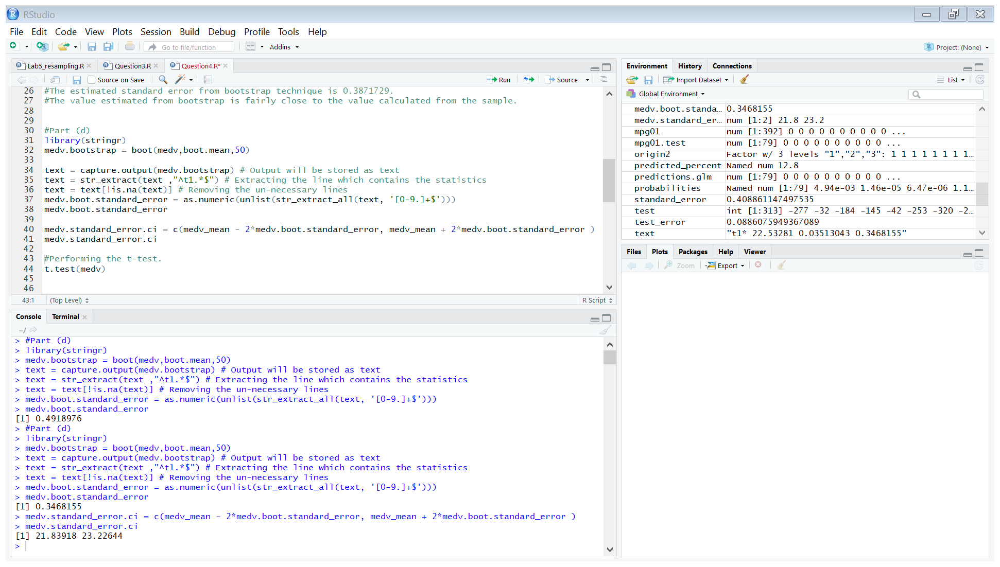 RStudio
File Edit Code View Plots Session Build Debug Profile Tools Help
Go to file/function Addins Project: (None)
Lab5_resampling.R Question3.R Question4.R*
Source on Save Run Source
26 #The estimated standard error from bootstrap technique is 0.3871729.
27 #The value estimated from bootstrap is fairly close to the value calculated from the sample.
28
29
30 #Part (d)
31 library(stringr)
32 medv.bootstrap = boot(medv,boot.mean,50)
33
34 text = capture.output(medv.bootstrap) # Output will be stored as text
35 text = str_extract(text ,"^t1.*$") # Extracting the line which contains the statistics
36 text = text[!is.na(text)] # Removing the un-necessary lines
37 medv.boot.standard_error = as.numeric(unlist(str_extract_all(text, '[0-9.]+$')))
38 medv.boot.standard_error
39
40 medv.standard_error.ci = c(medv_mean - 2*medv.boot.standard_error, medv_mean + 2*medv.boot.standard_error )
41 medv.standard_error.ci
42
43 #Performing the t-test.
44 t.test(medv)
45
46
43:1 (Top Level) R Script
Console Terminal
~/
> #Part (d)
> library(stringr)
> medv.bootstrap = boot(medv,boot.mean,50)
> text = capture.output(medv.bootstrap) # Output will be stored as text
> text = str_extract(text ,"^t1.*$") # Extracting the line which contains the statistics
> text = text[!is.na(text)] # Removing the un-necessary lines
> medv.boot.standard_error = as.numeric(unlist(str_extract_all(text, '[0-9.]+$')))
> medv.boot.standard_error
[1] 0.4918976
> #Part (d)
> library(stringr)
> medv.bootstrap = boot(medv,boot.mean,50)
> text = capture.output(medv.bootstrap) # Output will be stored as text
> text = str_extract(text ,"^t1.*$") # Extracting the line which contains the statistics
> text = text[!is.na(text)] # Removing the un-necessary lines
> medv.boot.standard_error = as.numeric(unlist(str_extract_all(text, '[0-9.]+$')))
> medv.boot.standard_error
[1] 0.3468155
> medv.standard_error.ci = c(medv_mean - 2*medv.boot.standard_error, medv_mean + 2*medv.boot.standard_error )
> medv.standard_error.ci
[1] 21.83918 23.22644
>
Environment History Connections
Import Dataset List
Global Environment
medv.boot.standa… 0.3468155
medv.standard_er… num [1:2] 21.8 23.2
mpg01 num [1:392] 0 0 0 0 0 0 0 0 0 0 ...
mpg01.test num [1:79] 0 0 0 0 0 0 0 0 0 0 ...
origin2 Factor w/ 3 levels "1","2","3": 1 1 1 1 1 1 1 1…
predicted_percent Named num 12.8
predictions.glm num [1:79] 0 0 0 0 0 0 0 0 0 0 ...
probabilities Named num [1:79] 4.94e-03 1.46e-05 6.47e-06 1.1…
standard_error 0.408861147497535
test int [1:313] -277 -32 -184 -145 -42 -253 -320 -2…
test_error 0.0886075949367089
text "t1* 22.53281 0.03513043 0.3468155"
Files Plots Packages Help Viewer
Zoom Export